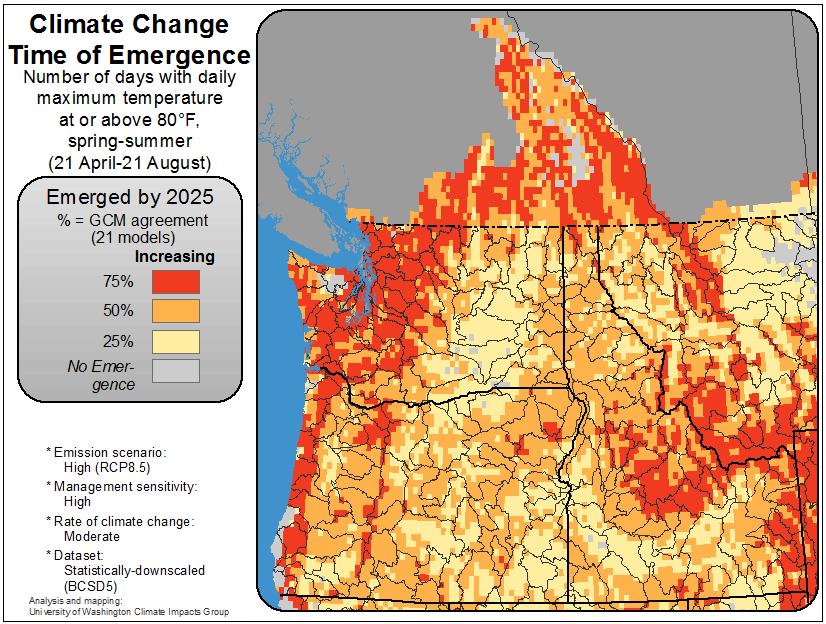 Climate Change
Time of Emergence
Number of days with daily
maximum temperature
at or above 80°F,
spring-summer
(21 April-21 August)
Emerged by 2025
% = GCM agreement
(21 models)
Increasing
75%
50%
25%
No Emer-
gence
* Emission scenario:
High (RCP8.5)
* Management sensitivity:
High
* Rate of climate change:
Moderate
* Dataset:
Statistically-downscaled
(BCSD5)
Analysis and mapping:
University of Washington Climate Impacts Group